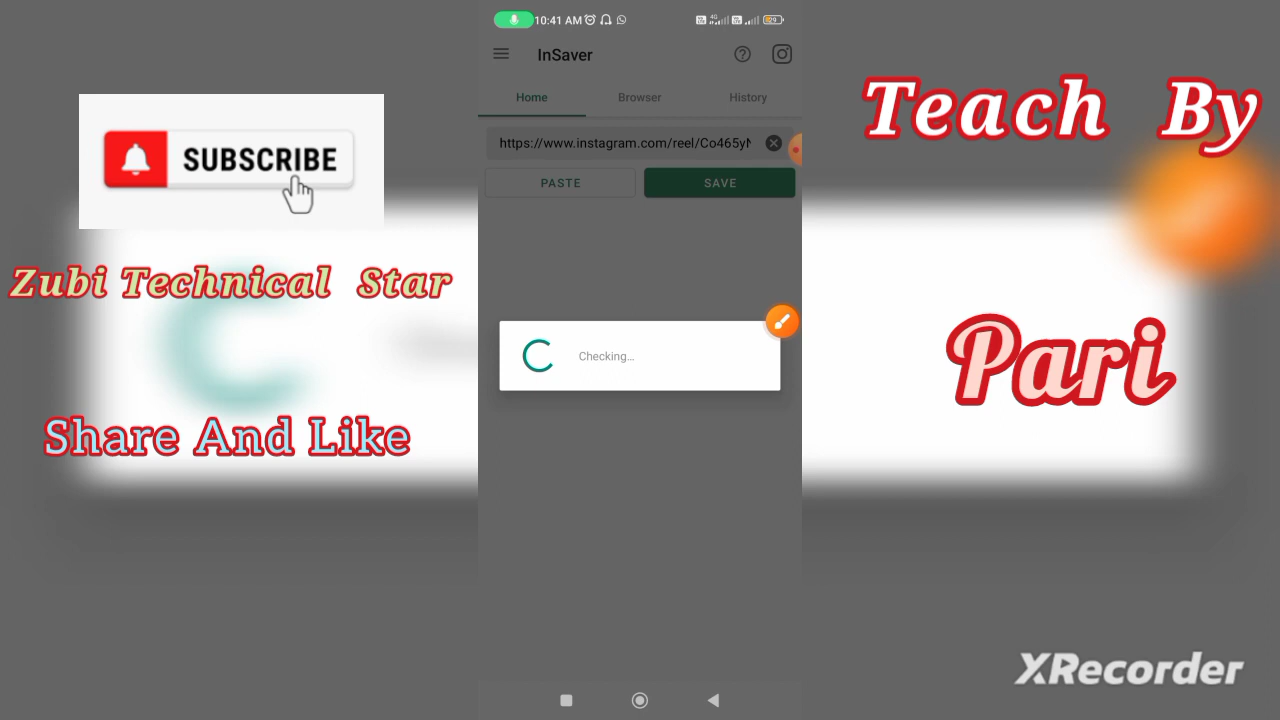 10:41 AM
InSaver
Home Browser History
https://www.instagram.com/reel/Co465y
PASTE SAVE
Checking...
SUBSCRIBE
Zubi Technical Star
Share And Like
Teach By
Pari
XRecorder